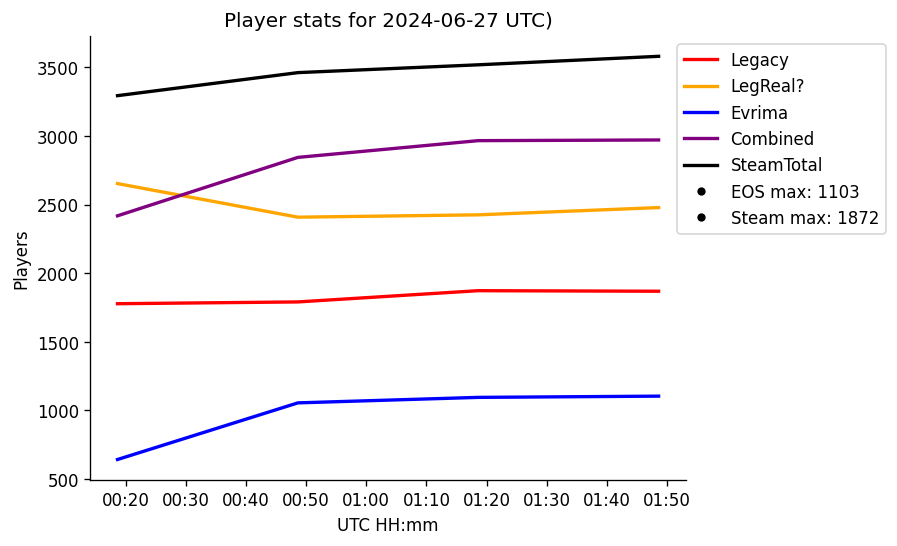 Player stats for 2024-06-27 UTC)
3500
3000
2500
2000
1500
1000
500
Players
00:20 00:30 00:40 00:50 01:00 01:10 01:20 01:30 01:40 01:50
UTC HH:mm
Legacy
LegReal?
Evrima
Combined
SteamTotal
EOS max: 1103
Steam max: 1872